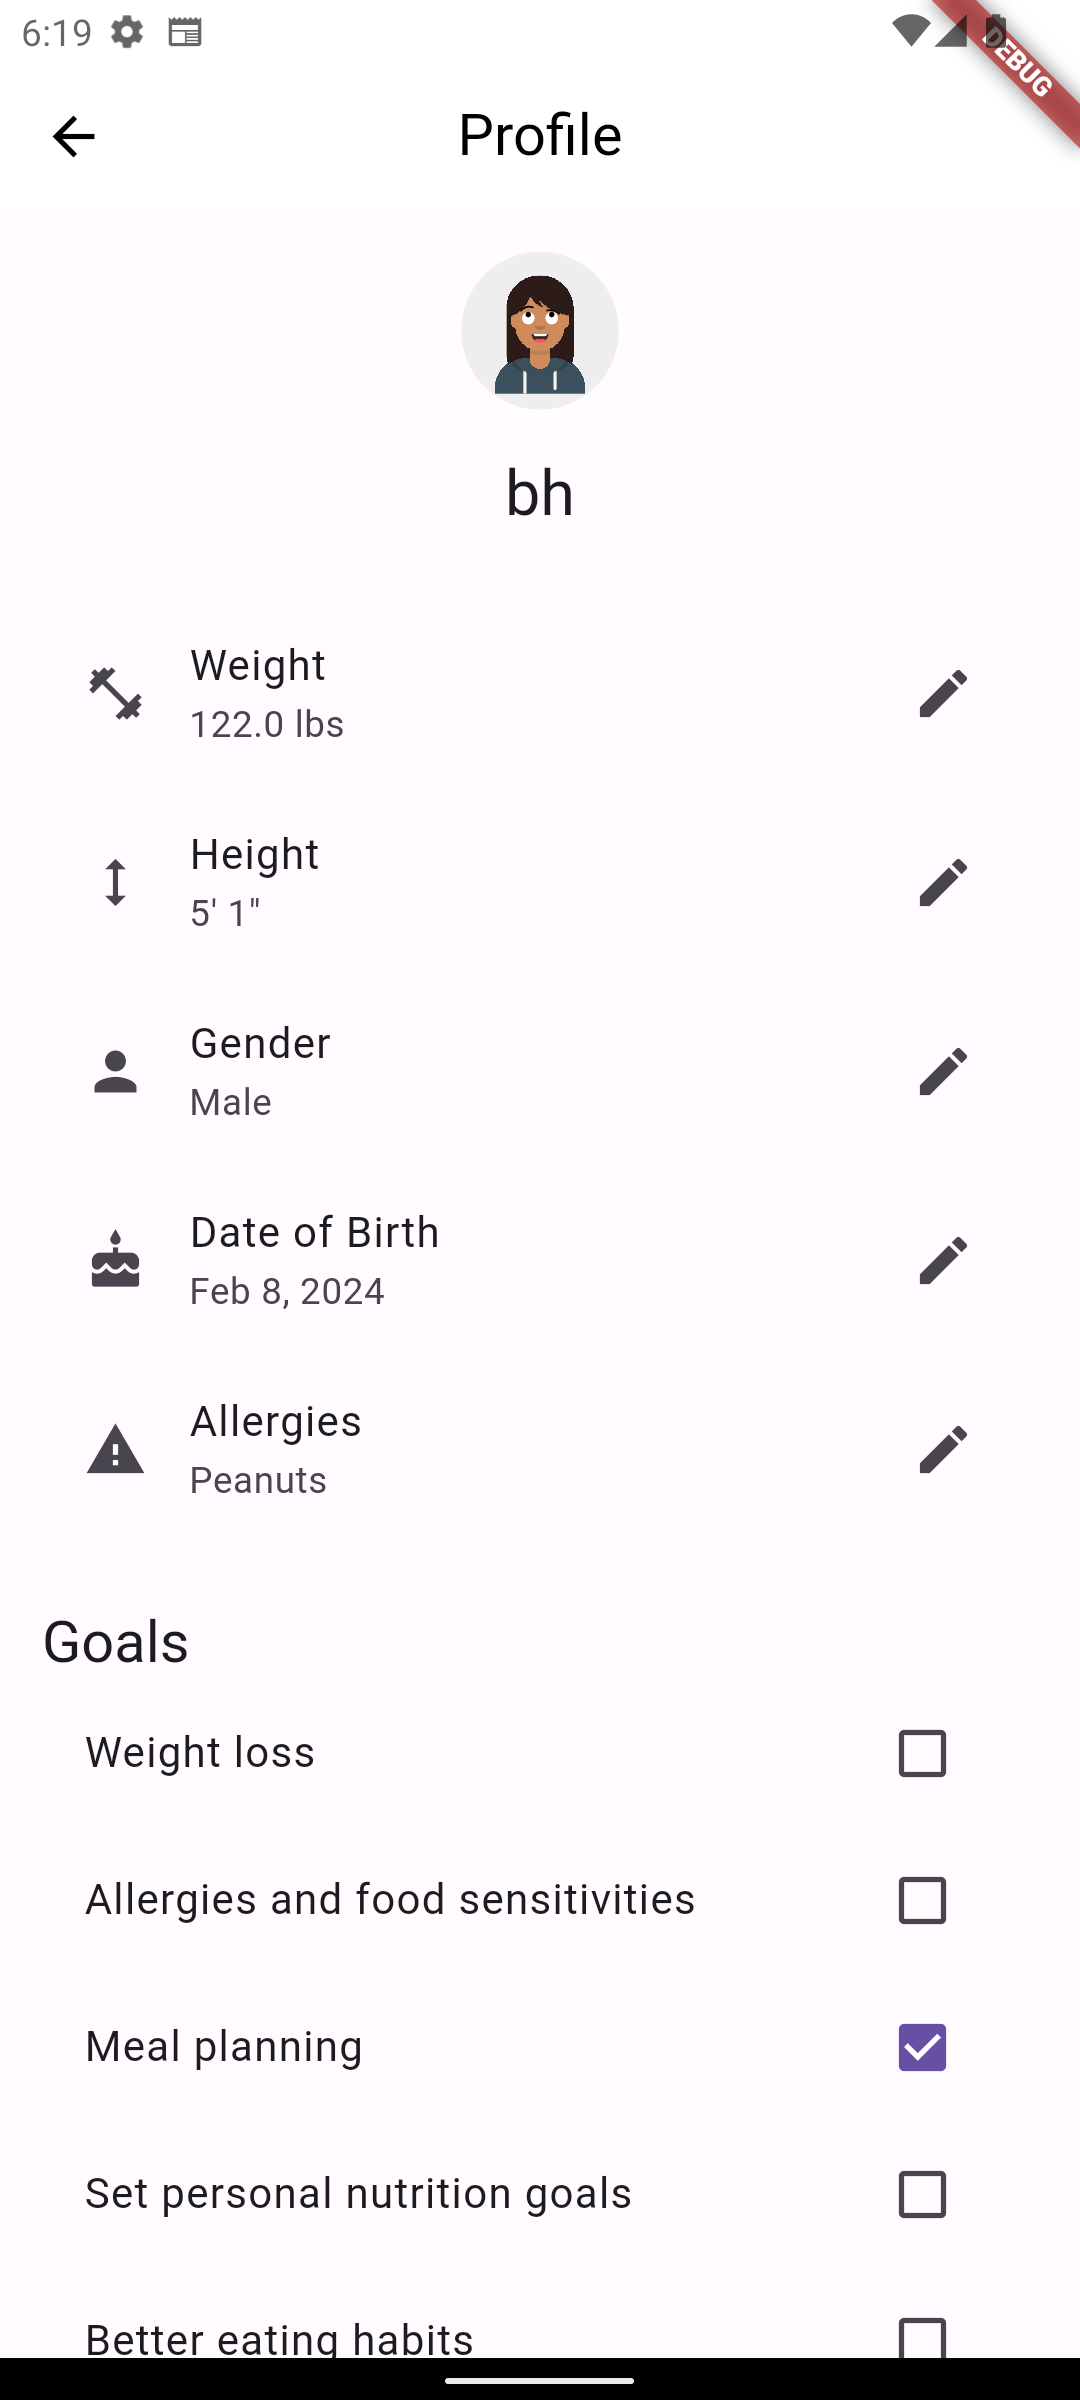 6:19
DEBUG
Profile
bh
Weight
122.0 lbs
Height
5' 1"
Gender
Male
Date of Birth
Feb 8, 2024
Allergies
Peanuts
Goals
Weight loss
Allergies and food sensitivities
Meal planning
Set personal nutrition goals
Better eating habits